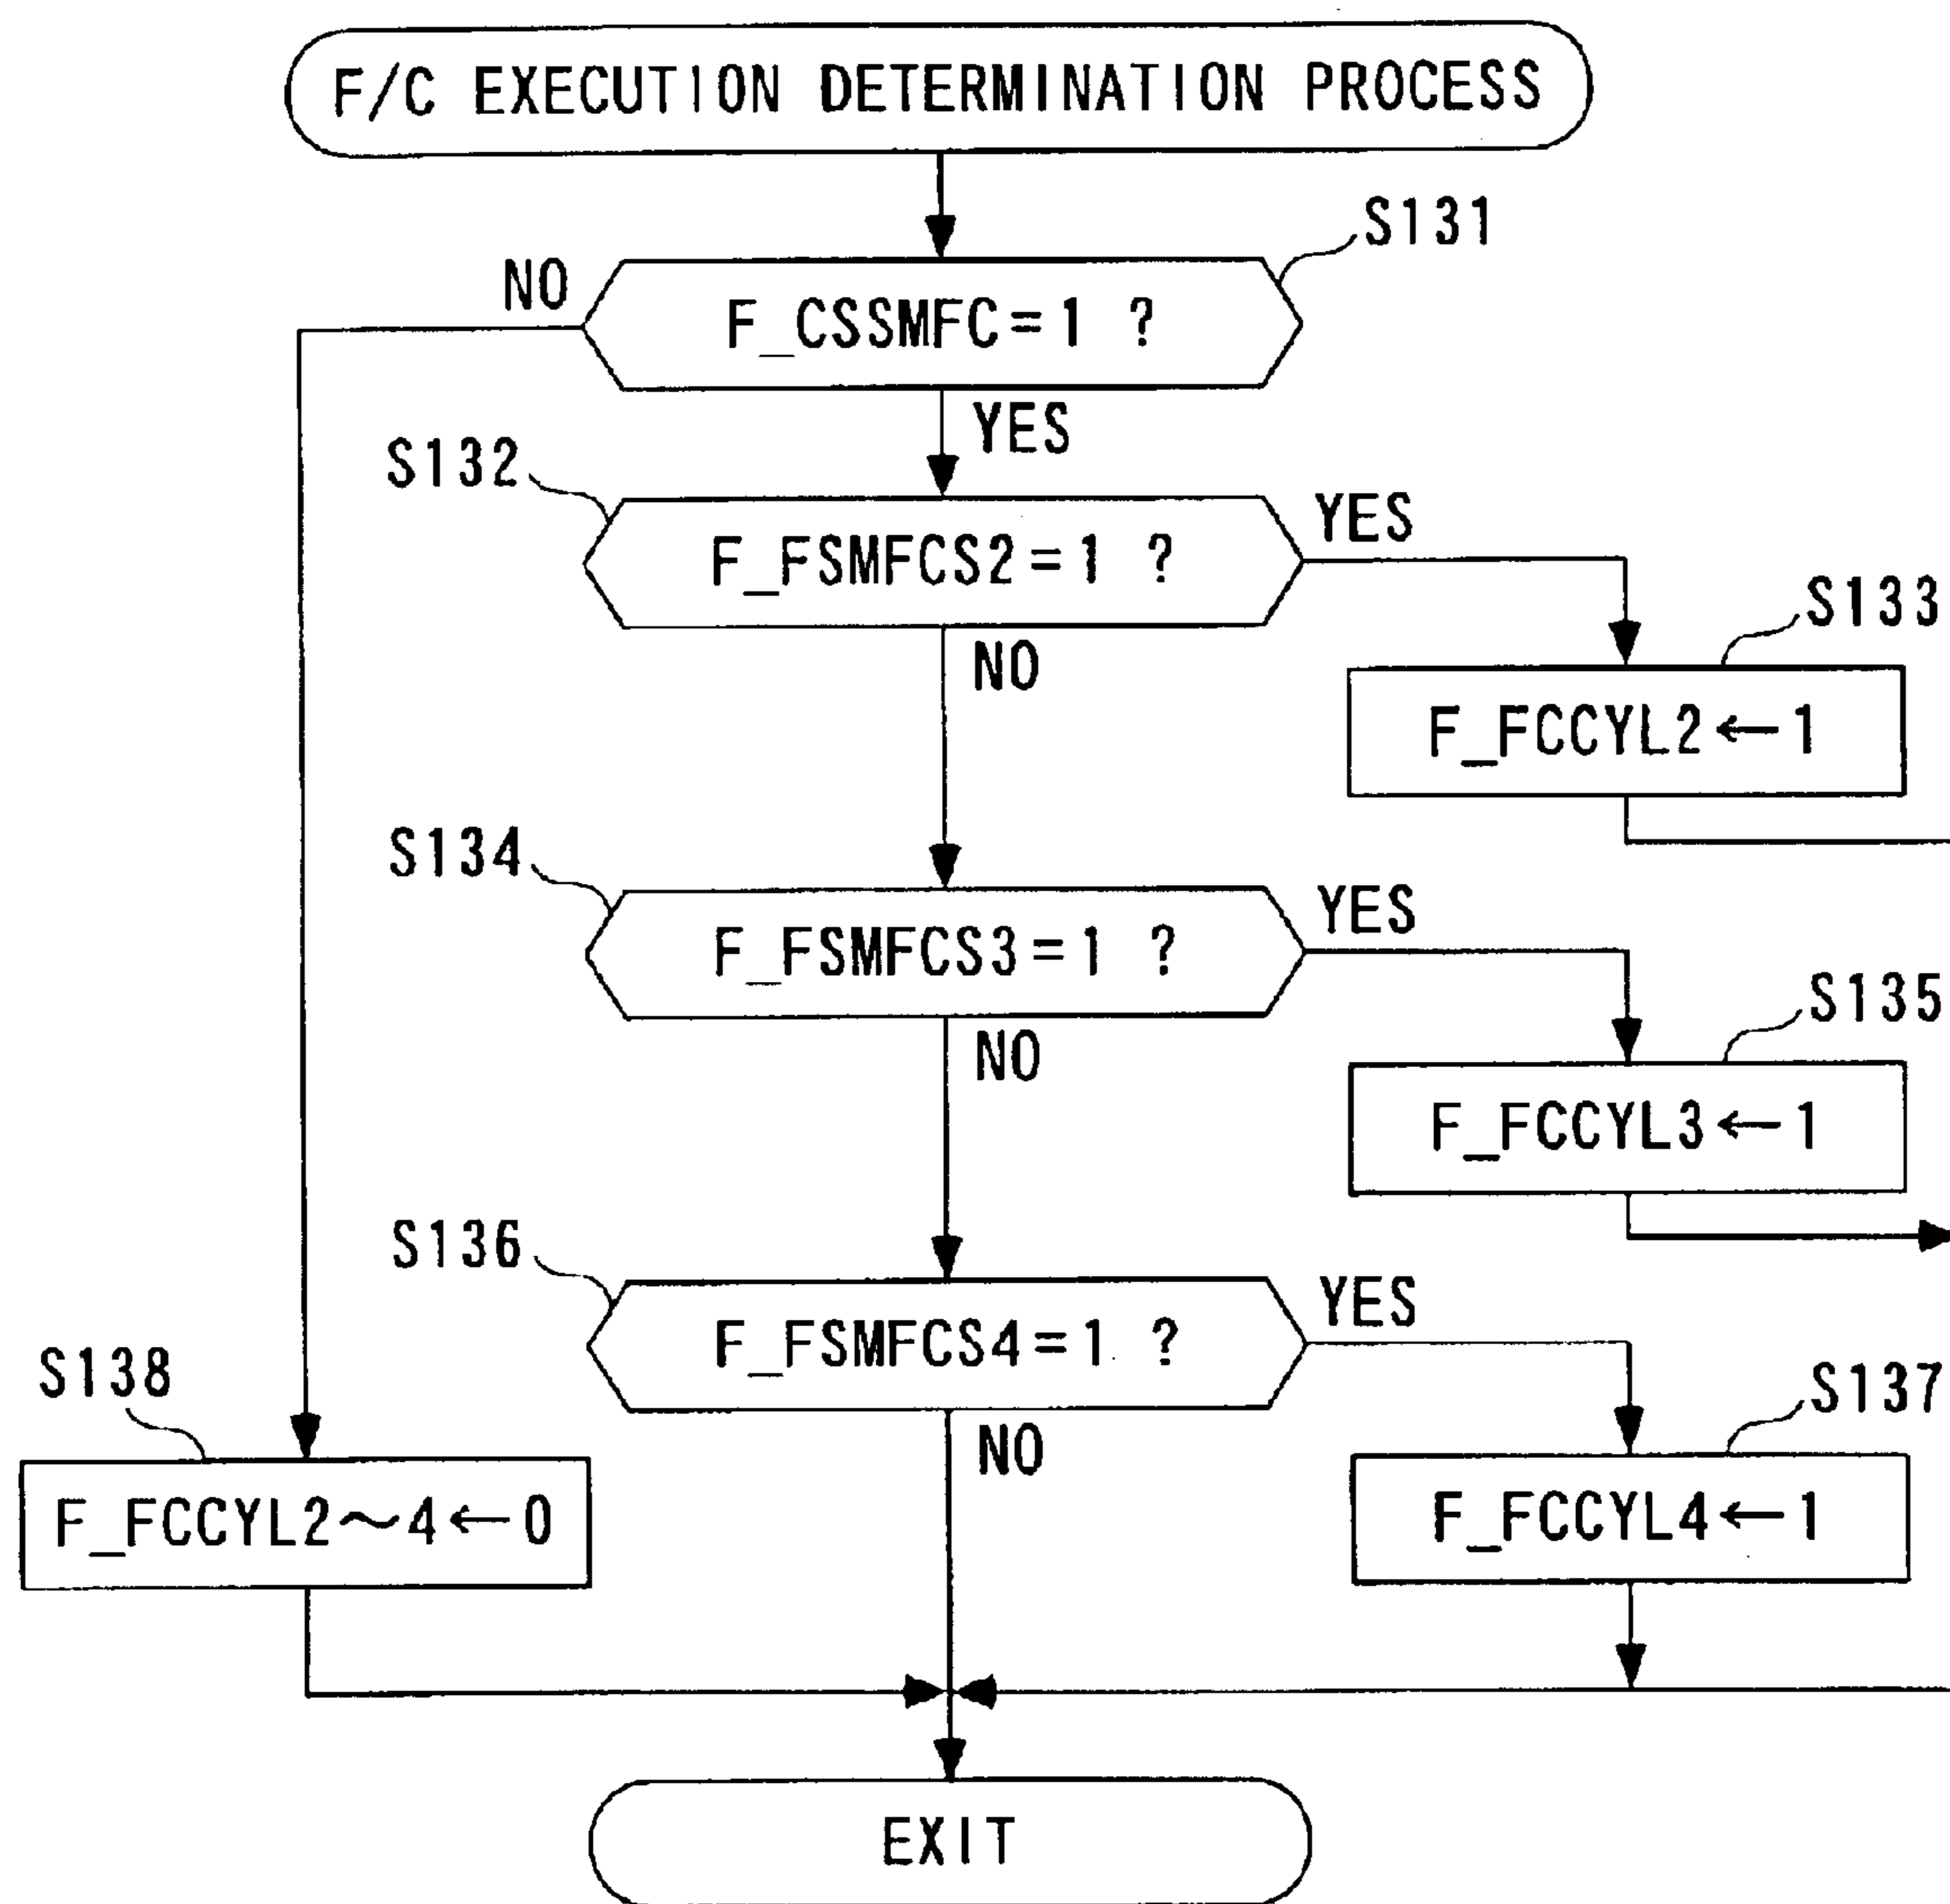 F/C EXECUTION DETERMINATION PROCESS
S131
NO
F_CSSMFC=1 ?
YES
S132
F_FSMFCS2=1 ?
YES
S133
NO
F_FCCYL2←1
S134
F_FSMFCS3=1 ?
YES
S135
NO
F_FCCYL3←1
S136
F_FSMFCS4=1 ?
YES
S137
S138
NO
F_FCCYL2~4←0
F_FCCYL4←1
EXIT